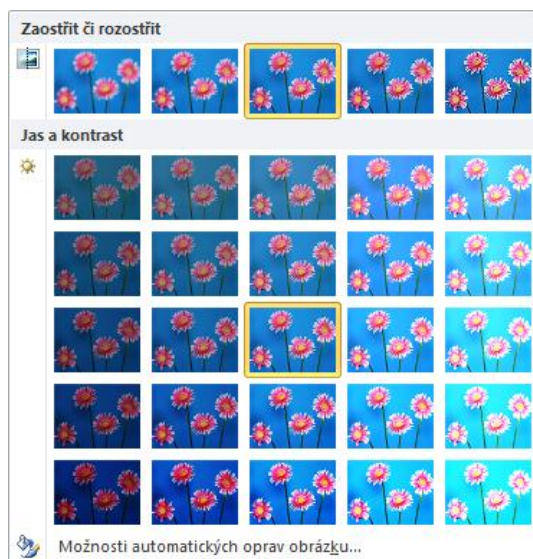 Zaostřit či rozostřit
Jas a kontrast
Možnosti automatických oprav obrázku...